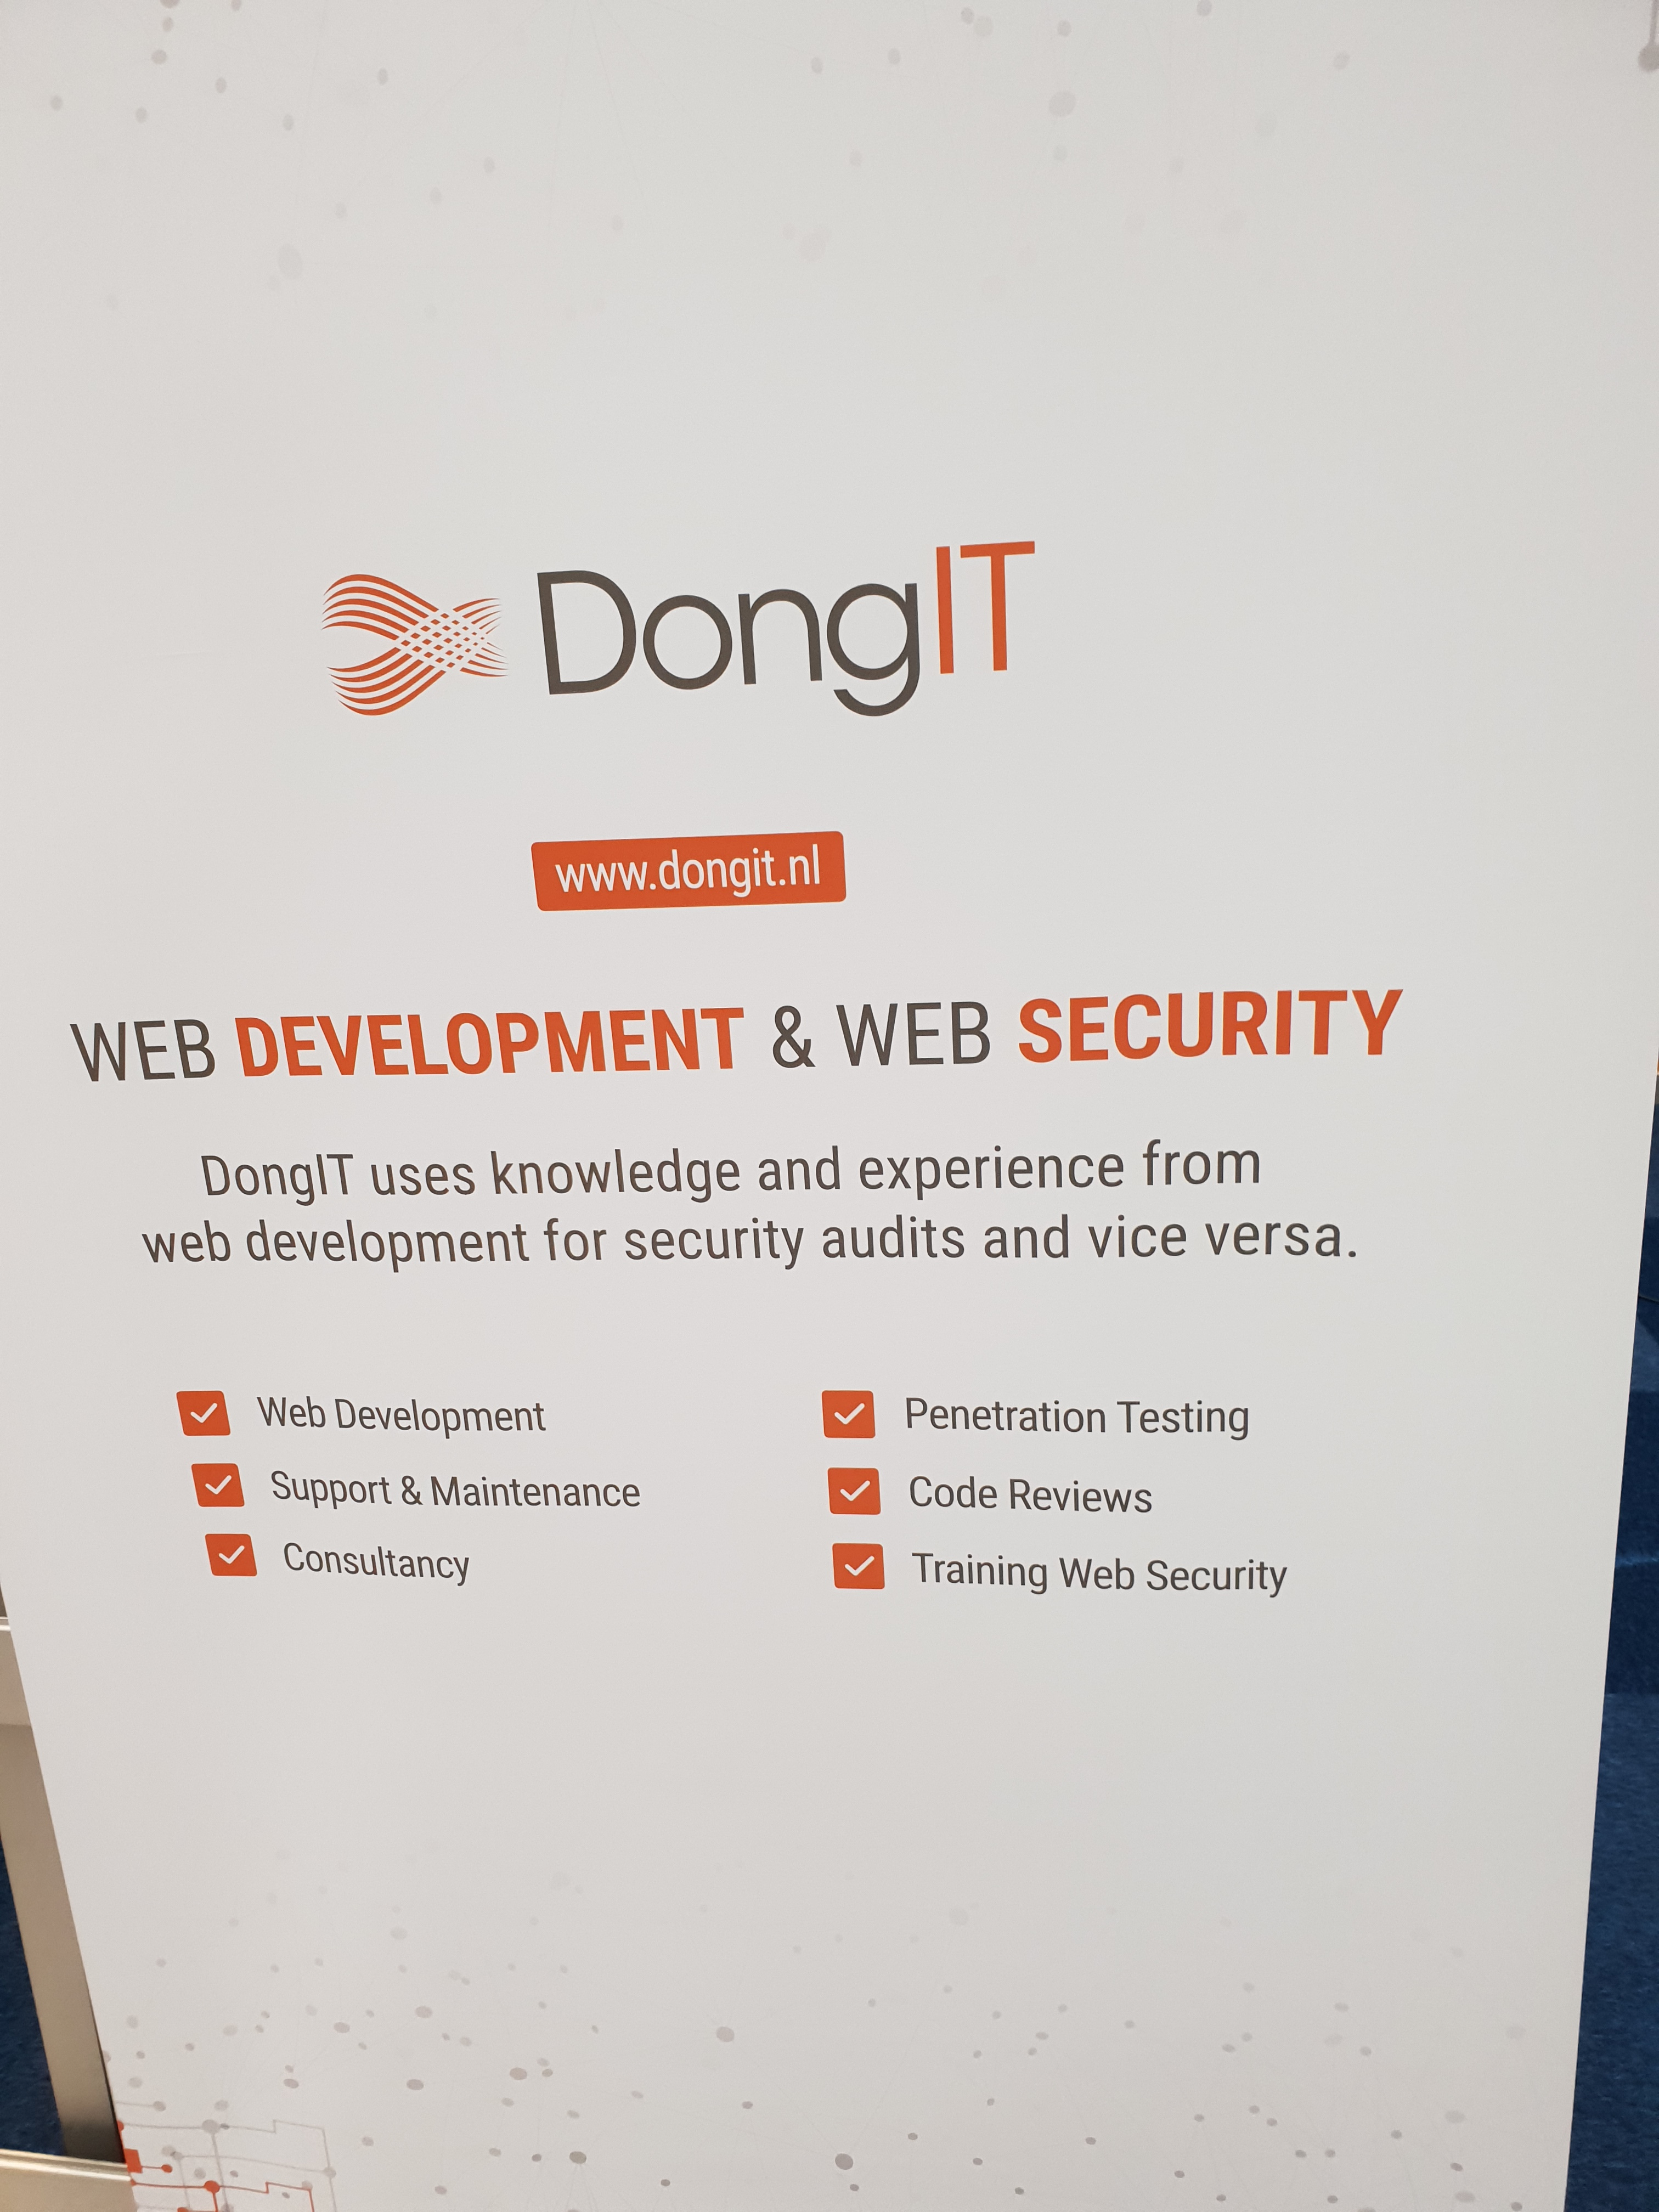 DongIT
www.dongit.nl
WEB DEVELOPMENT & WEB SECURITY
DongIT uses knowledge and experience from
web development for security audits and vice versa.
Web Development
Support & Maintenance
Consultancy
Penetration Testing
Code Reviews
Training Web Security